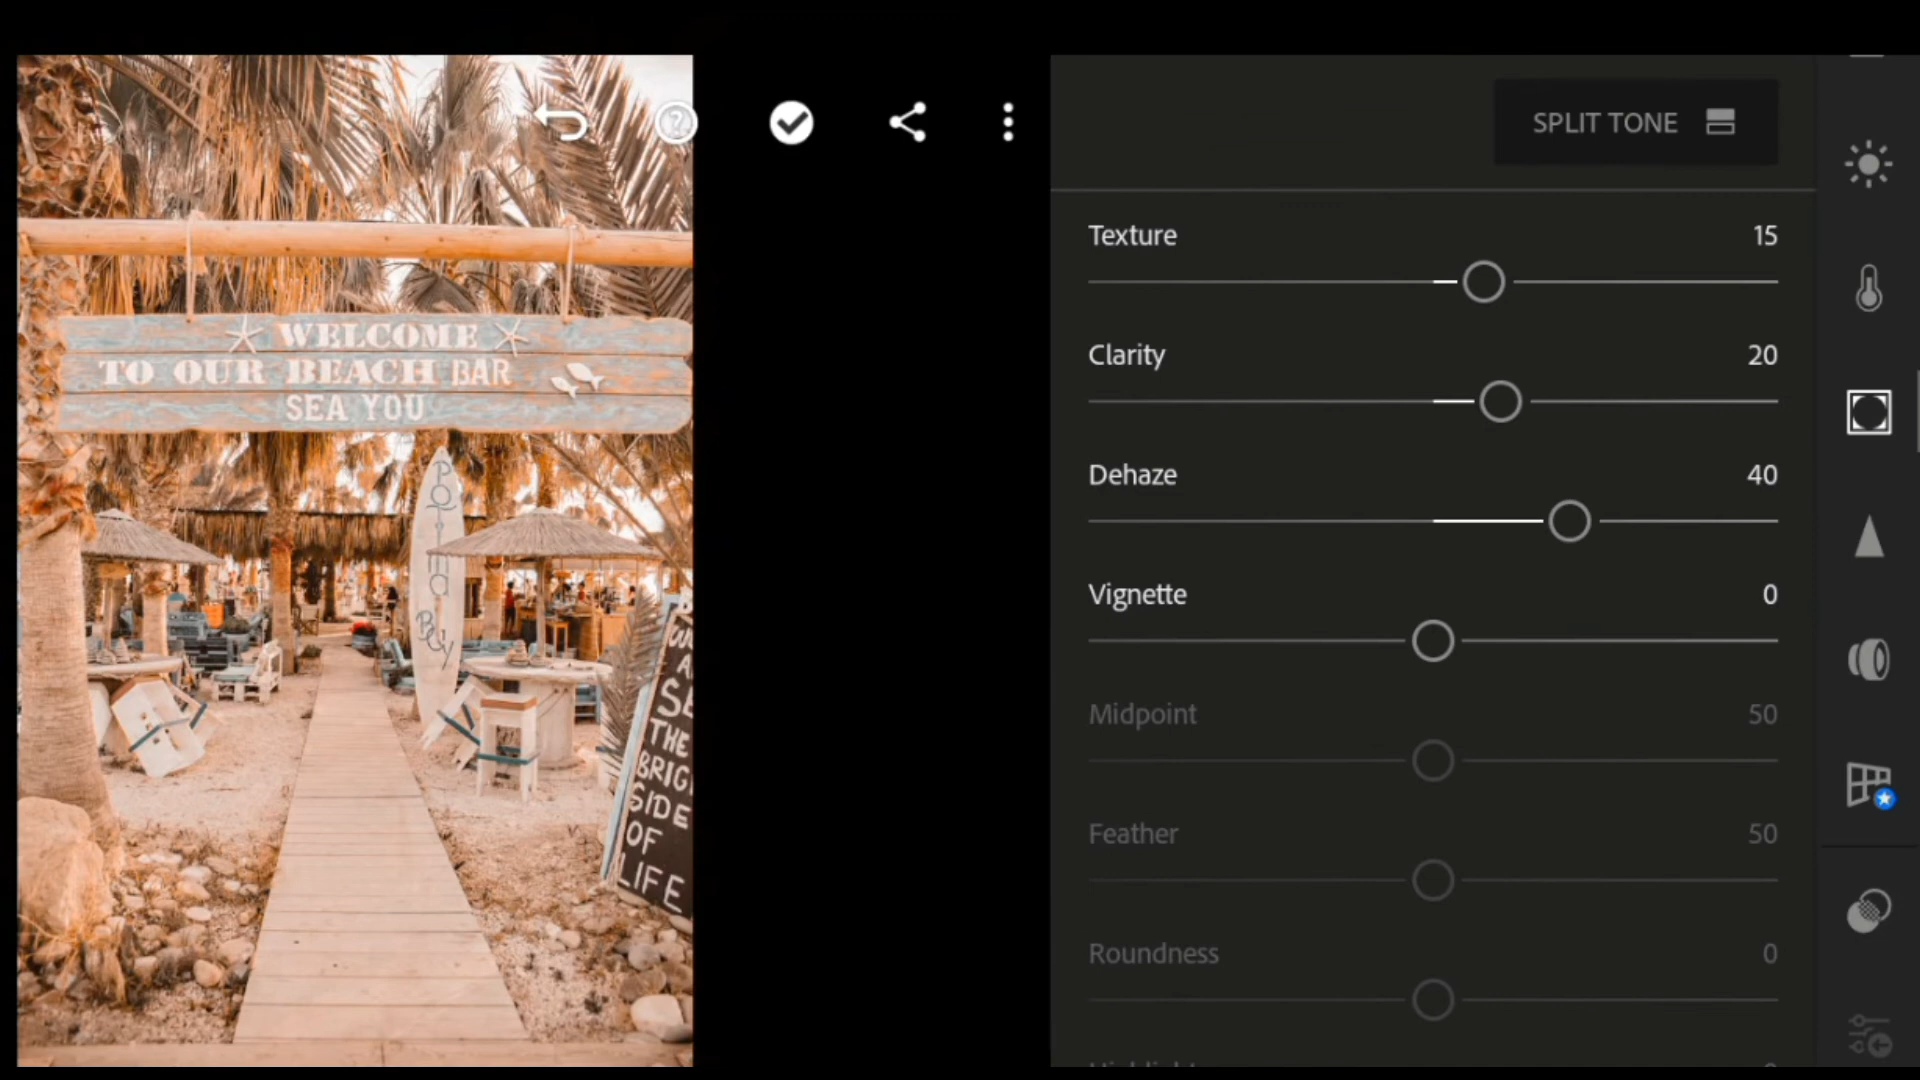 SPLIT TONE
Texture 15
Clarity 20
Dehaze 40
Vignette 0
Midpoint 50
Feather 50
Roundness 0
WELCOME
TO OUR BEACH BAR
SEA YOU
THE
SIDE
OF
LIFE